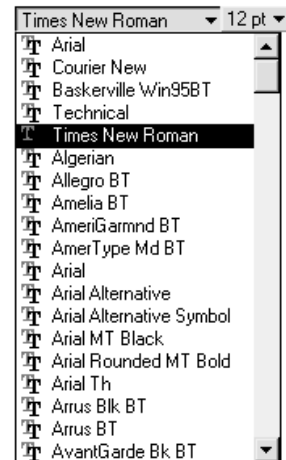 Times New Roman 12 pt
Arial
Courier New
Baskerville Win95BT
Technical
Times New Roman
Algerian
Allegro BT
Amelia BT
AmeriGarmnd BT
AmerType Md BT
Arial
Arial Alternative
Arial Alternative Symbol
Arial MT Black
Arial Rounded MT Bold
Arial Th
Arrus Blk BT
Arrus BT
AvantGarde Bk BT